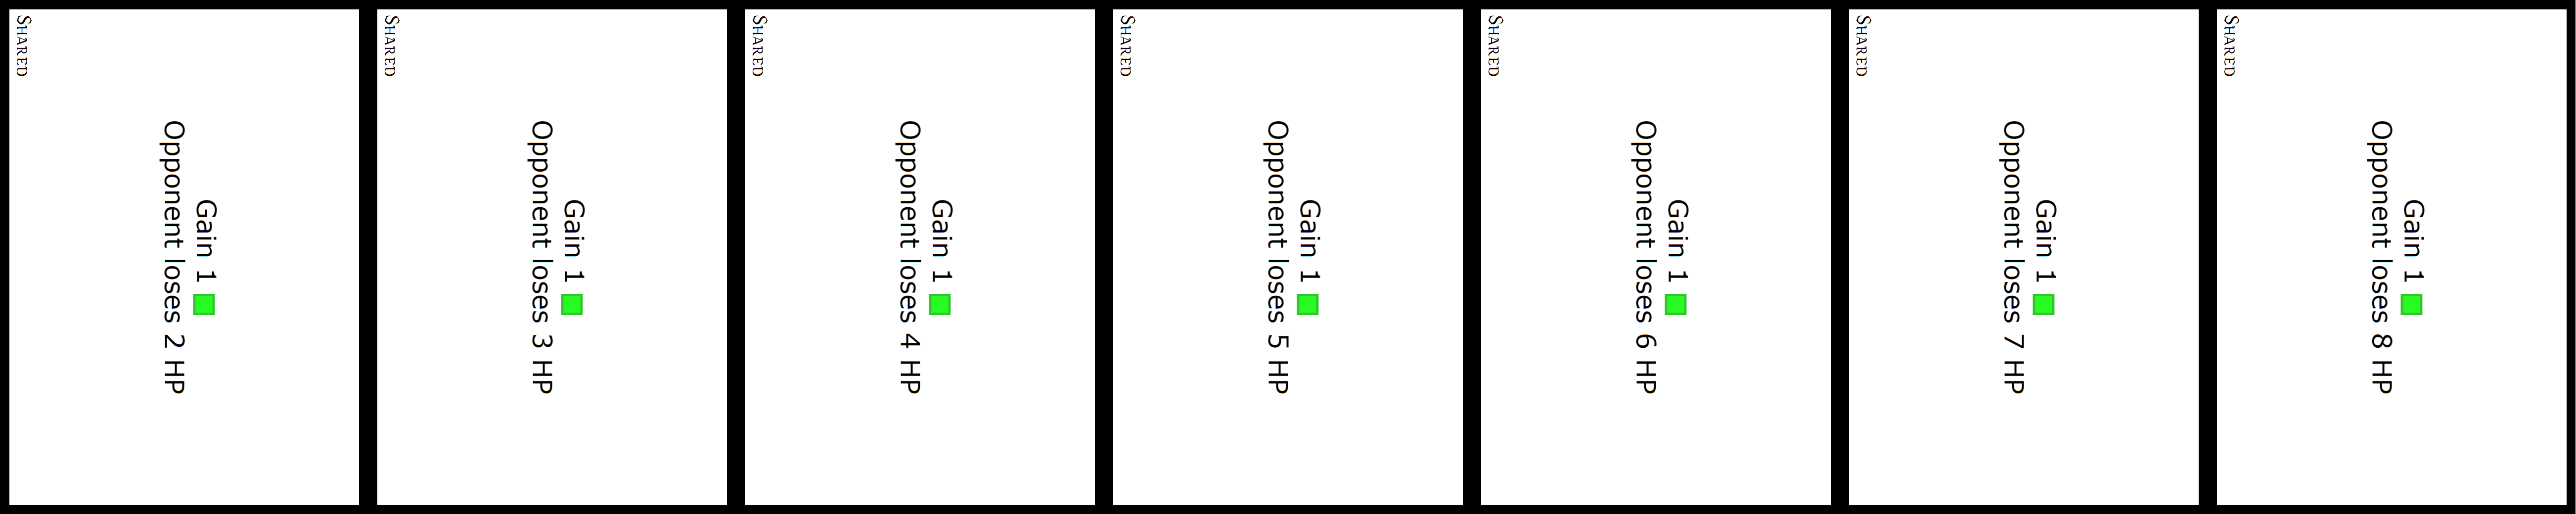 SHARED
Gain 1
Opponent loses 2 HP
SHARED
Gain 1
Opponent loses 3 HP
SHARED
Gain 1
Opponent loses 4 HP
SHARED
Gain 1
Opponent loses 5 HP
SHARED
Gain 1
Opponent loses 6 HP
SHARED
Gain 1
Opponent loses 7 HP
SHARED
Gain 1
Opponent loses 8 HP